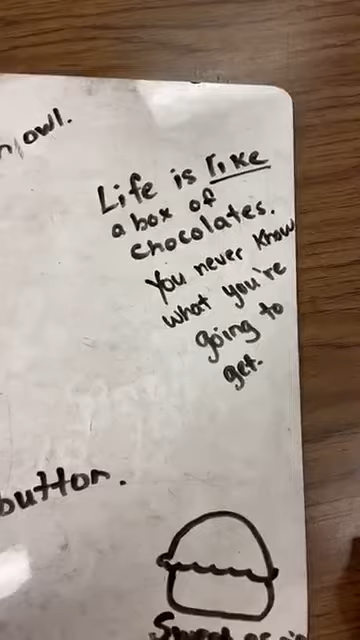 owl.
Life is like
a box of
chocolates.
You never know
what you're
going to
get.
button.